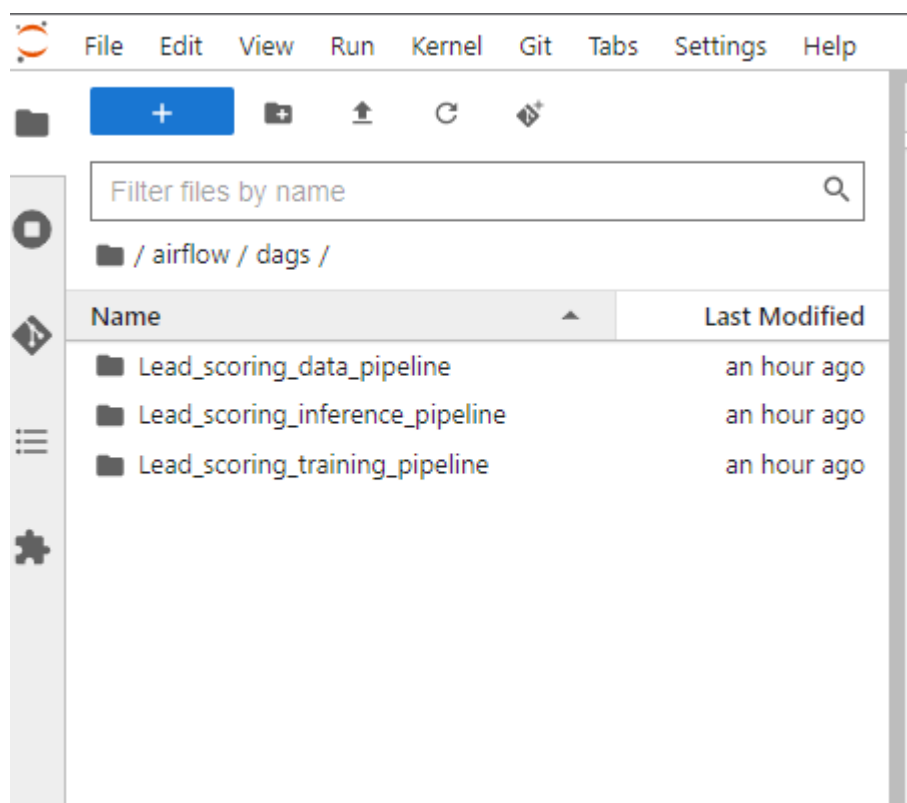 File Edit View Run Kernel Git Tabs Settings Help
Filter files by name
/ airflow / dags /
Name Last Modified
Lead_scoring_data_pipeline an hour ago
Lead_scoring_inference_pipeline an hour ago
Lead_scoring_training_pipeline an hour ago